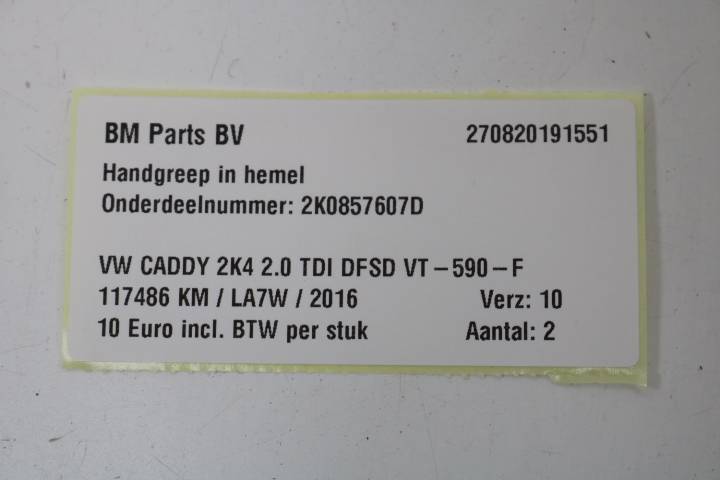 BM Parts BV 270820191551
Handgreep in hemel
Onderdeelnummer: 2K0857607D
VW CADDY 2K4 2.0 TDI DFSD VT-590-F
117486 KM / LA7W / 2016 Verz: 10
10 Euro incl. BTW per stuk Aantal: 2